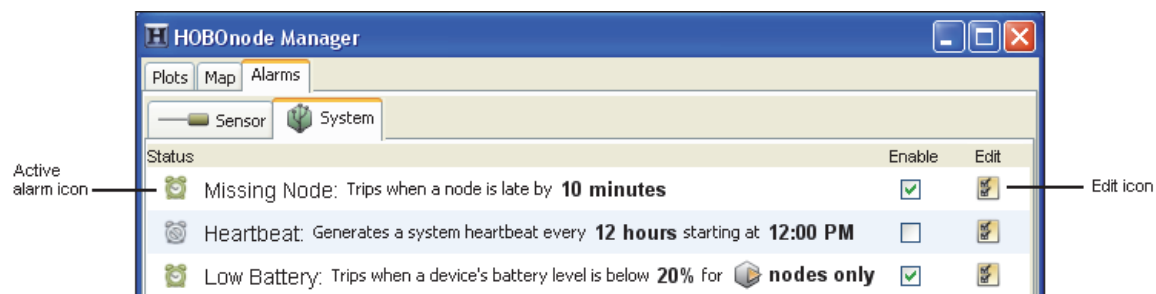 HOBOnode Manager
Plots Map Alarms
Sensor System
Status Enable Edit
Active
alarm icon
Missing Node: Trips when a node is late by 10 minutes
Edit icon
Heartbeat: Generates a system heartbeat every 12 hours starting at 12:00 PM
Low Battery: Trips when a device's battery level is below 20% for nodes only